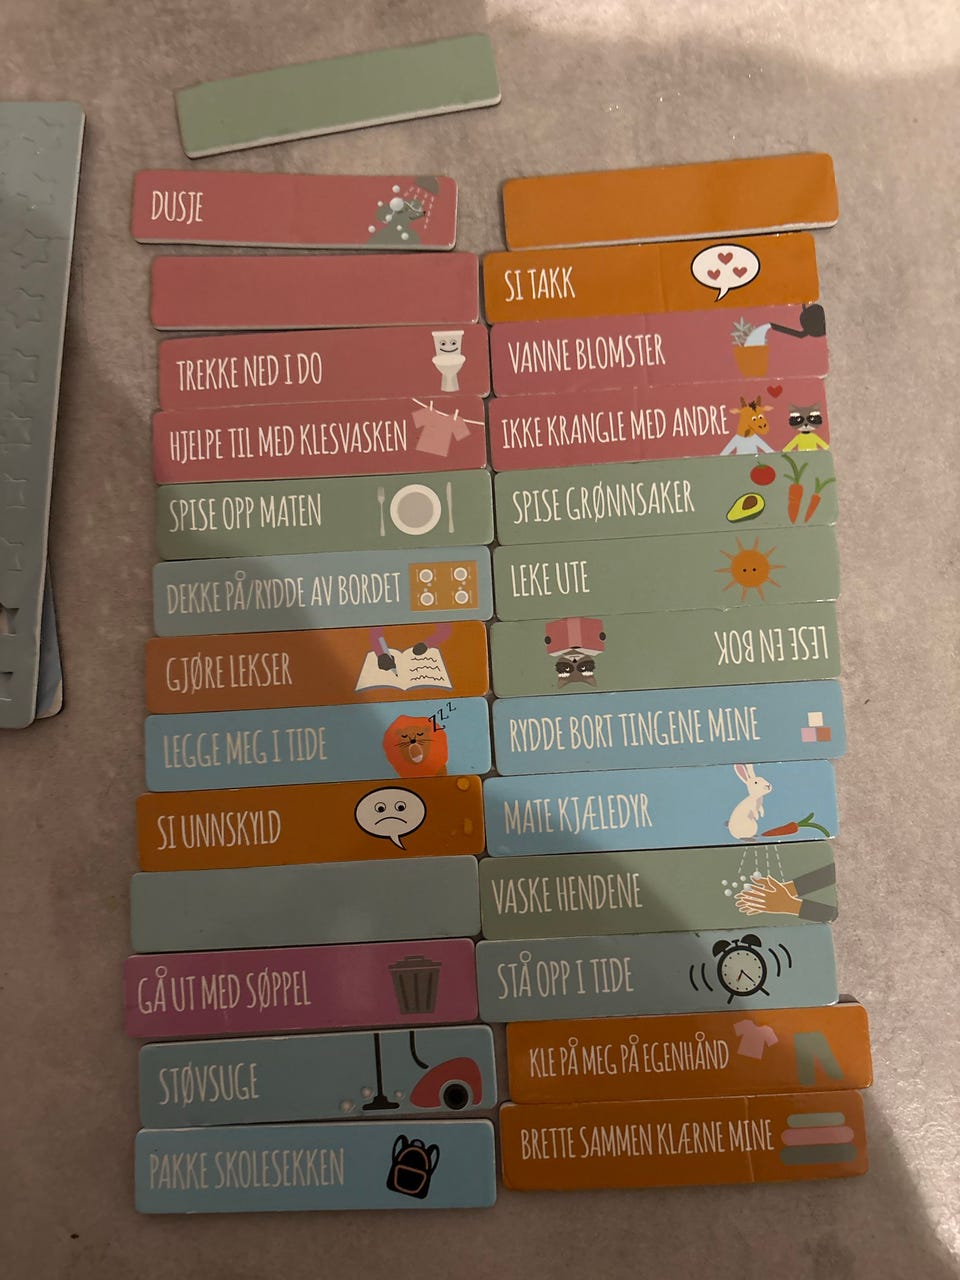 DUSJE
TREKKE NED I DO
HJELPE TIL MED KLESVASKEN
SPISE OPP MATEN
DEKKE PÅ/RYDDE AV BORDET
GJØRE LEKSER
LEGGE MEG I TIDE
ZZZ
SI UNNSKYLD
GÅ UT MED SØPPEL
STØVSUGE
PAKKE SKOLESEKKEN
SI TAKK
VANNE BLOMSTER
IKKE KRANGLE MED ANDRE
SPISE GRØNNSAKER
LEKE UTE
LESE EN BOK
RYDDE BORT TINGENE MINE
MATE KJÆLEDYR
VASKE HENDENE
STÅ OPP I TIDE
KLE PÅ MEG PÅ EGENHÅND
BRETTE SAMMEN KLÆRNE MINE